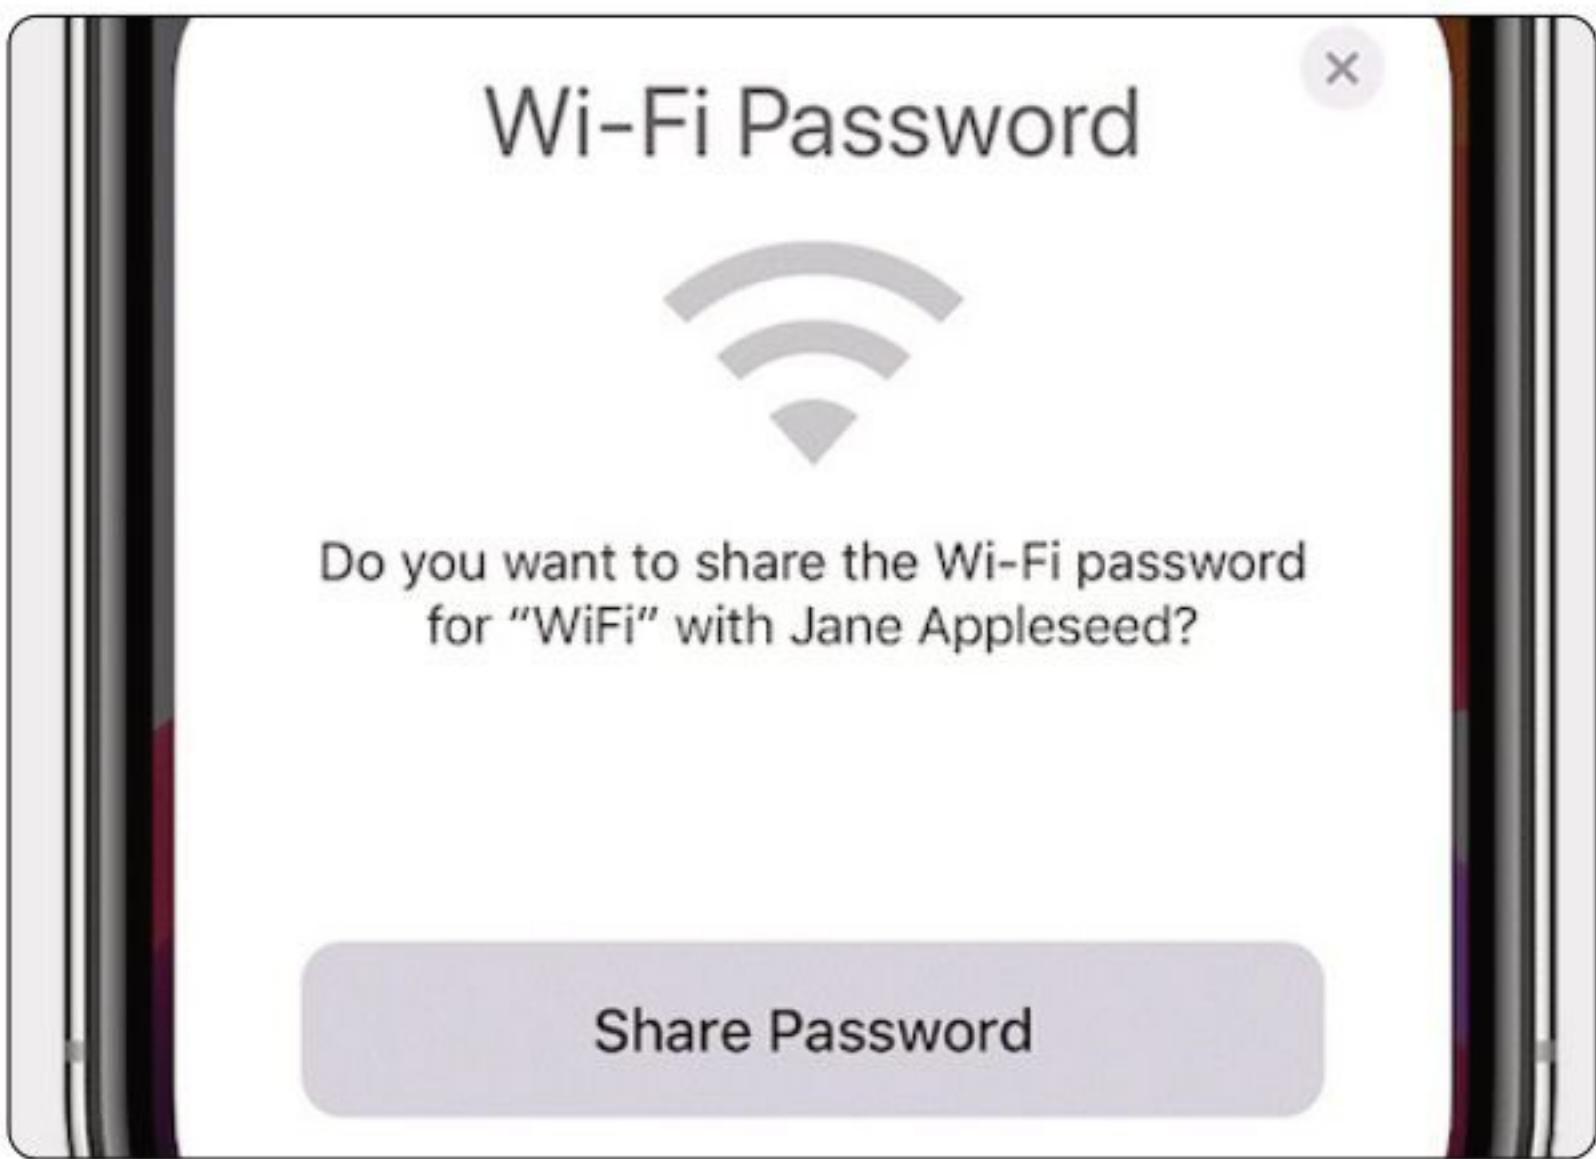 Wi-Fi Password
Do you want to share the Wi-Fi password
for “WiFi” with Jane Appleseed?
Share Password